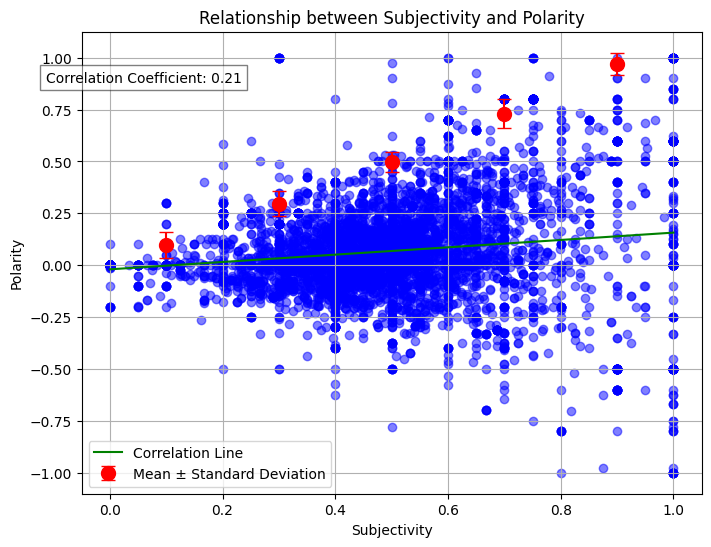 Relationship between Subjectivity and Polarity
Correlation Coefficient: 0.21
Polarity
1.00
0.75
0.50
0.25
0.00
−0.25
−0.50
−0.75
−1.00
Correlation Line
Mean ± Standard Deviation
0.0 0.2 0.4 0.6 0.8 1.0
Subjectivity